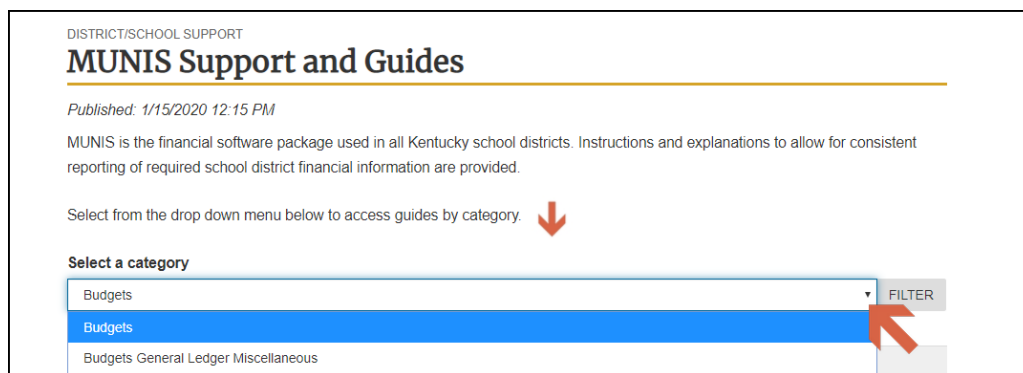 DISTRICT/SCHOOL SUPPORT
MUNIS Support and Guides
Published: 1/15/2020 12:15 PM
MUNIS is the financial software package used in all Kentucky school districts. Instructions and explanations to allow for consistent
reporting of required school district financial information are provided.
Select from the drop down menu below to access guides by category.
Select a category
Budgets
FILTER
Budgets
Budgets General Ledger Miscellaneous